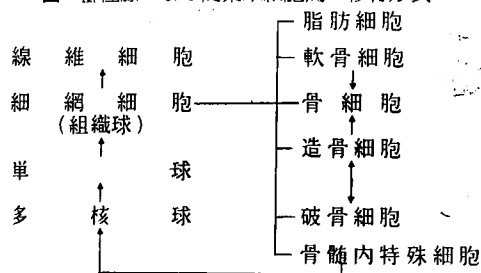 脂肪細胞
線維細胞
軟骨細胞
細網細胞
(組織球)
骨細胞
造骨細胞
単球
多核球
破骨細胞
骨髄内特殊細胞